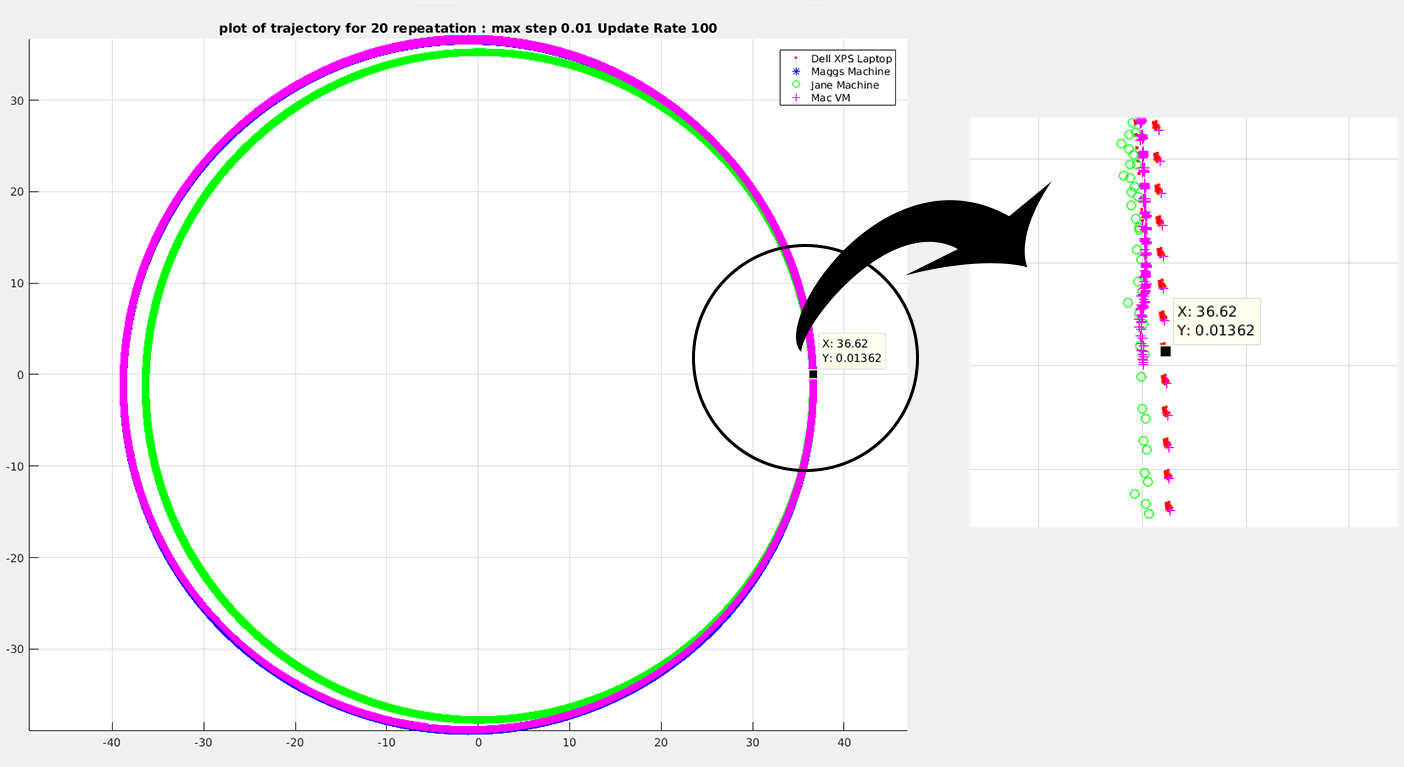 plot of trajectory for 20 repeatation : max step 0.01 Update Rate 100
Dell XPS Laptop
Maggs Machine
Jane Machine
Mac VM
30
20
10
0
-10
-20
-30
X: 36.62
Y: 0.01362
X: 36.62
Y: 0.01362
-40 -30 -20 -10 0 10 20 30 40